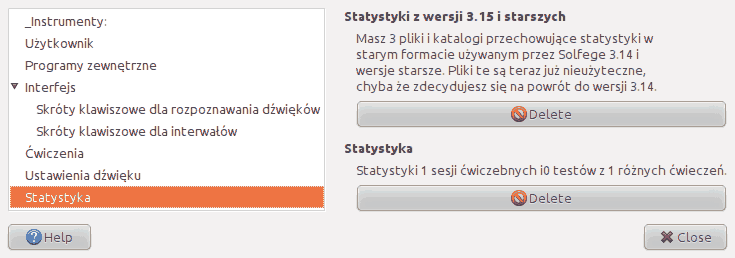 _Instrumenty:
Użytkownik
Programy zewnętrzne
Interfejs
Skróty klawiszowe dla rozpoznawania dźwięków
Skróty klawiszowe dla interwałów
Ćwiczenia
Ustawienia dźwięku
Statystyka
Statystyki z wersji 3.15 i starszych
Masz 3 pliki i katalogi przechowujące statystyki w
starym formacie używanym przez Solfege 3.14 i
wersje starsze. Pliki te są teraz już nieużyteczne,
chyba że zdecydujesz się na powrót do wersji 3.14.
Delete
Statystyka
Statystyki 1 sesji ćwiczebnych i0 testów z 1 różnych ćwieczeń.
Delete
Help
Close